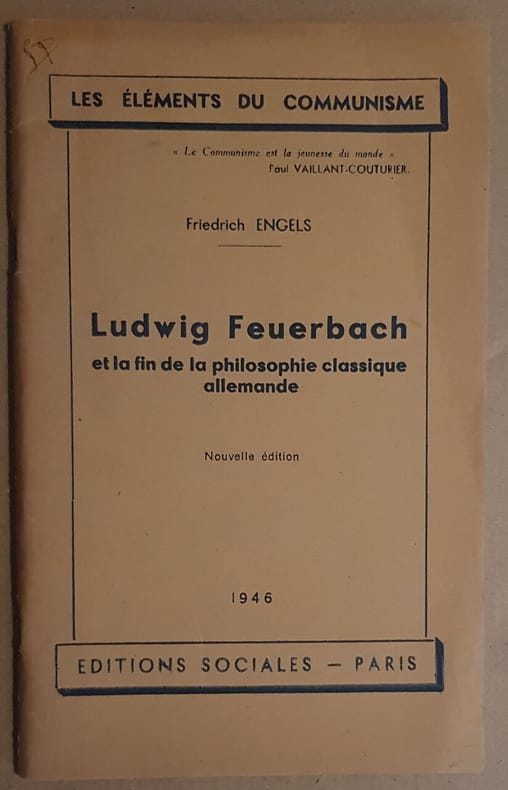 LES ÉLÉMENTS DU COMMUNISME
« Le Communisme est la jeunesse du monde »
Paul VAILLANT-COUTURIER.
Friedrich ENGELS
Ludwig Feuerbach
et la fin de la philosophie classique
allemande
Nouvelle édition
1946
EDITIONS SOCIALES — PARIS